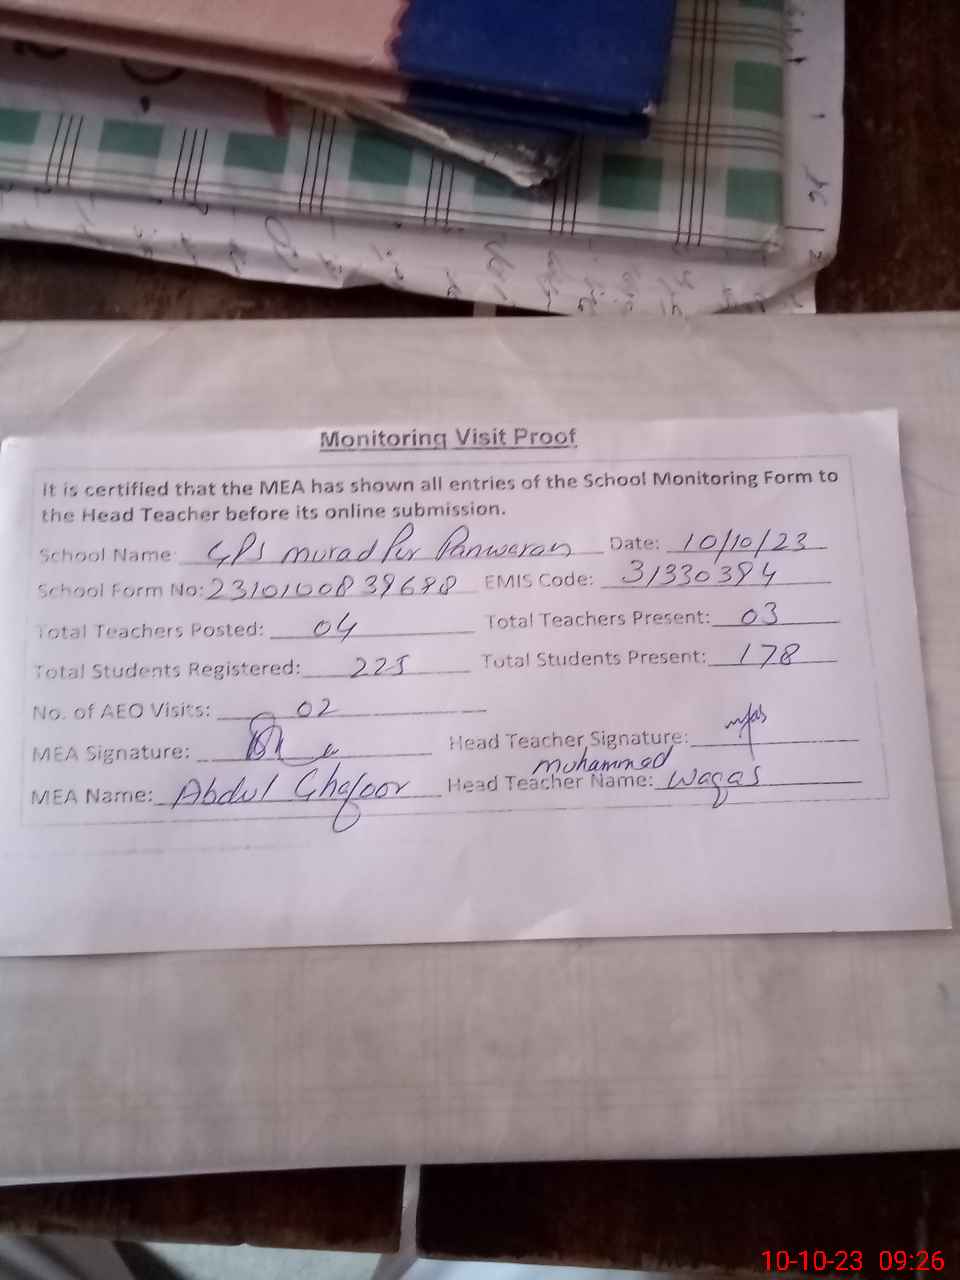 Monitoring Visit Proof
It is certified that the MEA has shown all entries of the School Monitoring Form to
the Head Teacher before its online submission.
School Name: GPS Murad Pur Panwaran Date: 10/10/23
School Form No: 2310100839688 EMIS Code: 31330394
Total Teachers Posted: 04 Total Teachers Present: 03
Total Students Registered: 225 Total Students Present: 178
No. of AEO Visits: 02
MEA Signature: Head Teacher Signature:
MEA Name: Abdul Ghafoor Head Teacher Name: Muhammad Waqas
10-10-23 09:26